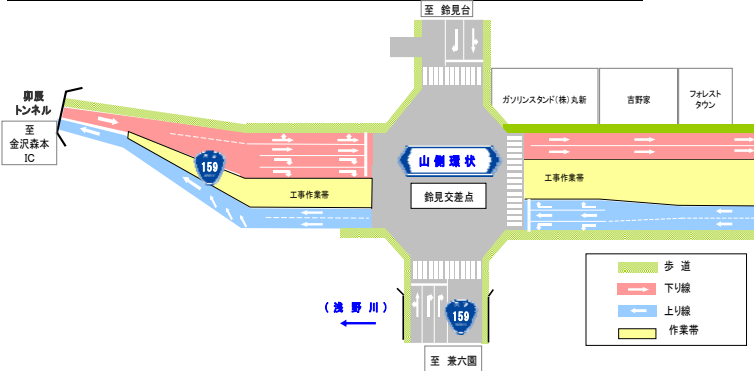 至 鈴見台
卯辰
トンネル
至
金沢森本
IC
ガソリンスタンド(株)丸新
吉野家
フォレスト
タウン
159
山側環状
工事作業帯
鈴見交差点
工事作業帯
(浅野川)
159
至 兼六園
歩 道
下り線
上り線
作業帯